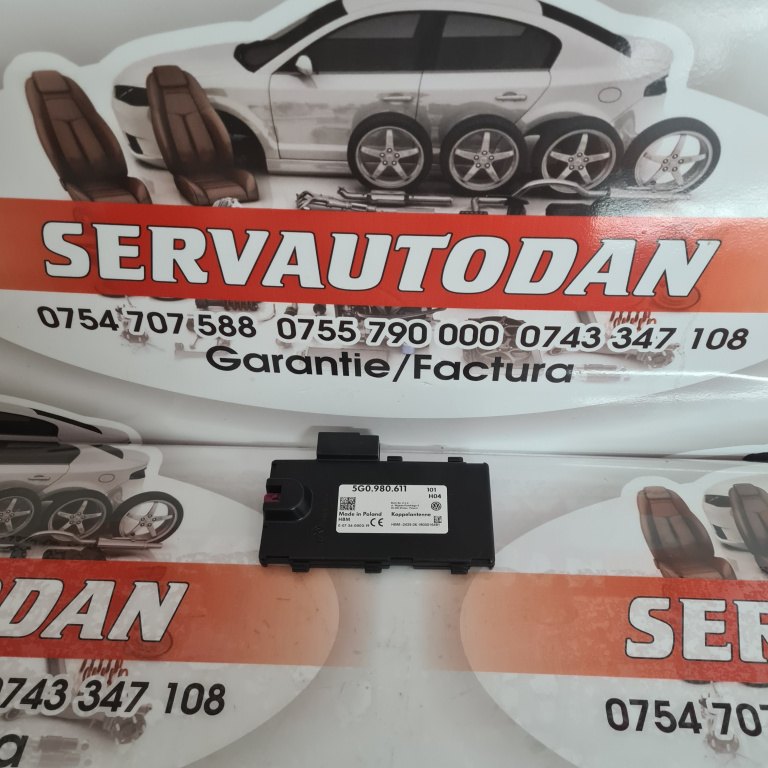 SERVAUTODAN
0754 707 588 0755 790 000 0743 347 108
Garantie/Factura
5G0.980.611 101
H04
Made in Poland Koppelantenne
HBM
CE
DAN
0743 347 108
a
SER
0754 707